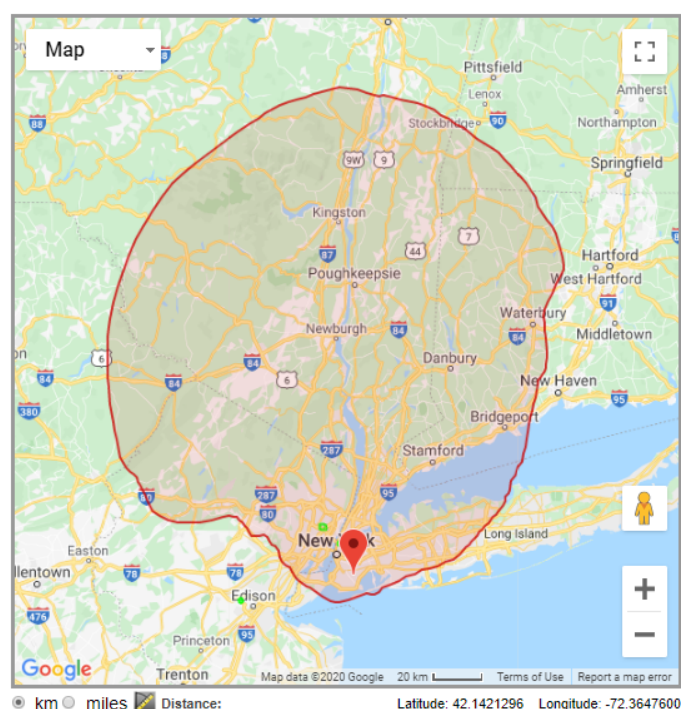 Map
Pittsfield
88
Lenox
Amherst
88
Stockbridge
90
Northampton
9W
9
Springfield
Kingston
7
87
44
Hartford
Poughkeepsie
West Hartford
91
Waterbury
Newburgh
84
84
Middletown
6
84
Danbury
84
84
6
New Haven
380
95
Bridgeport
287
Stamford
80
287
95
80
New York
Long Island
Easton
78
78
llentown
Edison
476
95
Princeton
Google
Trenton
Map data ©2020 Google
20 km
Terms of Use
Report a map error
km
miles
Distance:
Latitude: 42.1421296
Longitude: -72.3647600